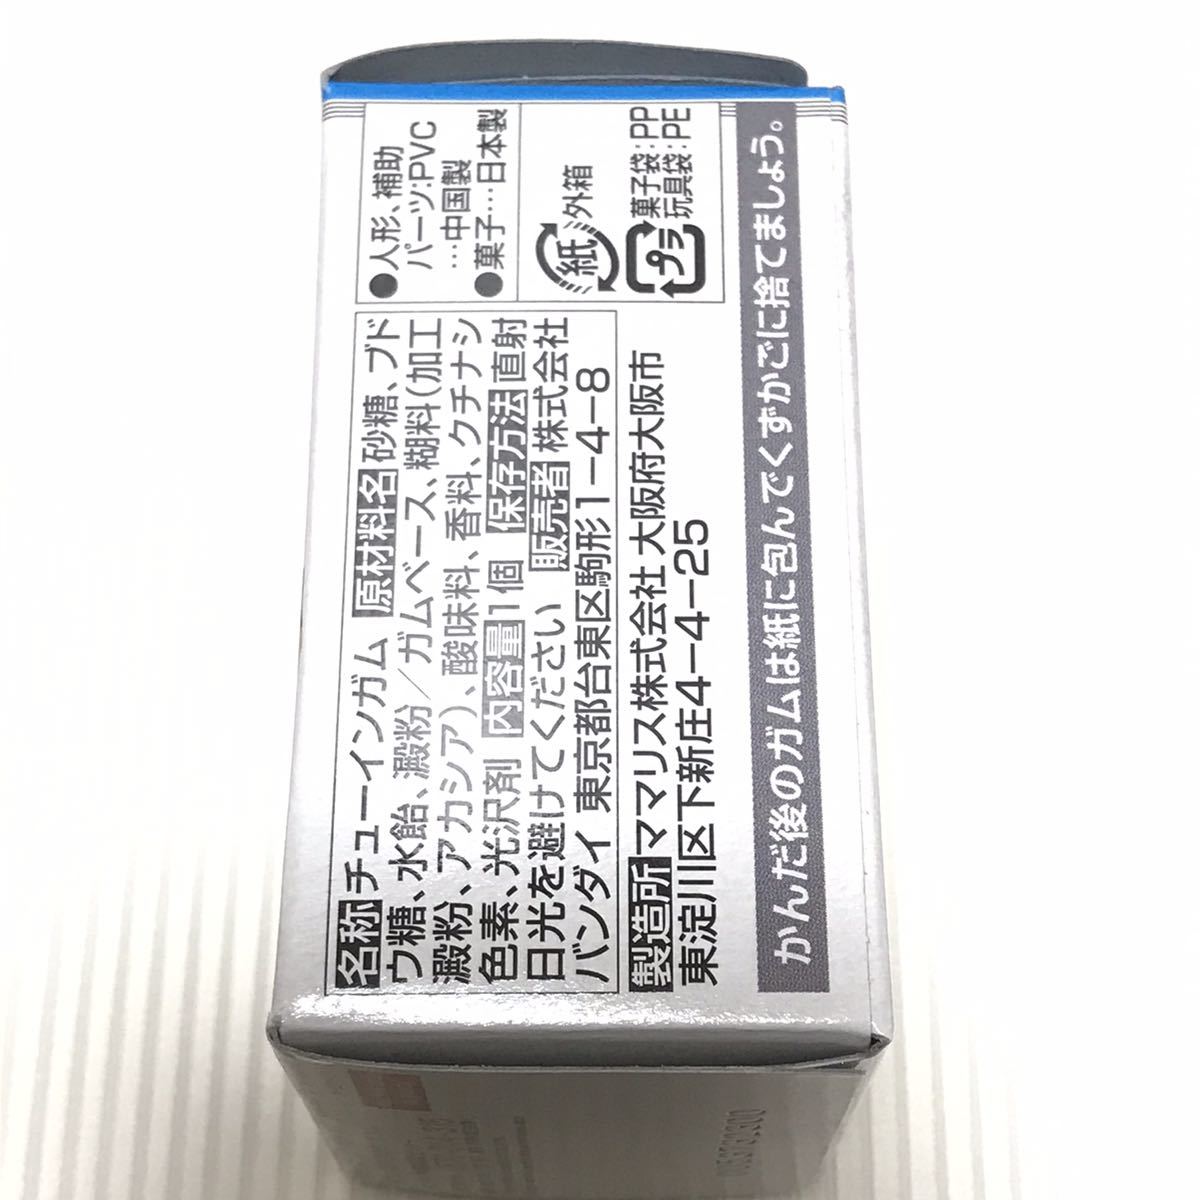 名称チューインガム 原材料名砂糖、ブド
ウ糖、水飴、澱粉/ガムベース、糊料(加工
澱粉、アカシア)、酸味料、香料、クチナシ
色素、光沢剤 内容量1個 保存方法直射
日光を避けてください 販売者株式会社
バンダイ 東京都台東区駒形1-4-8
製造所ママリス株式会社 大阪府大阪市
東淀川区下新庄4-4-25
●人形、補助
パーツ:PVC
…中国製
●菓子…日本製
紙 外箱
プラ 菓子袋:PP
玩具袋:PE
かんだ後のガムは紙に包んでくずかごに捨てましょう。